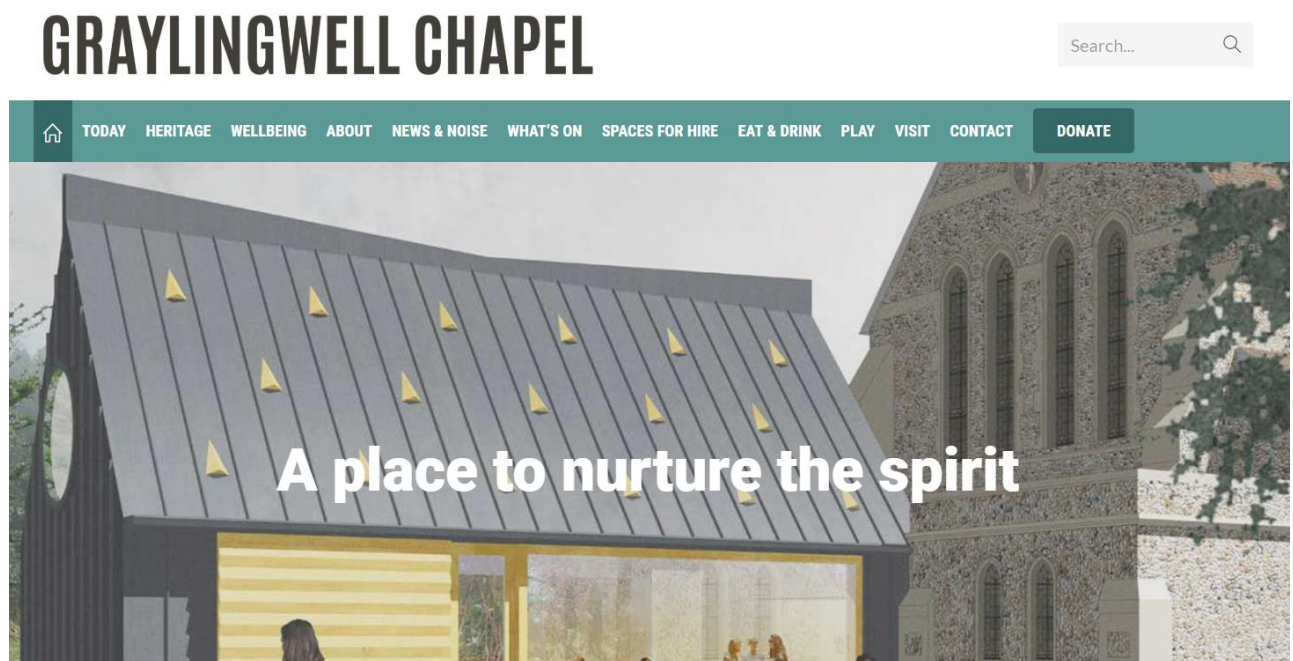 GRAYLINGWELL CHAPEL
Search...
TODAY HERITAGE WELLBEING ABOUT NEWS & NOISE WHAT'S ON SPACES FOR HIRE EAT & DRINK PLAY VISIT CONTACT DONATE
A place to nurture the spirit